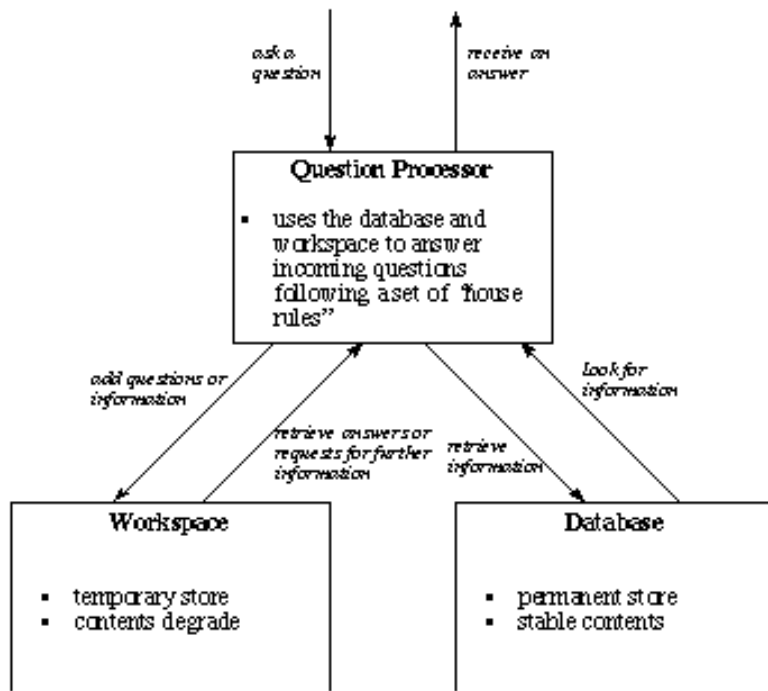 ask a
question
receive an
answer
Question Processor
▪ uses the database and
workspace to answer
incoming questions
following a set of “house
rules”
add questions or
information
Look for
information
retrieve answers or
requests for further
information
retrieve
information
Workspace
▪ temporary store
▪ contents degrade
Database
▪ permanent store
▪ stable contents